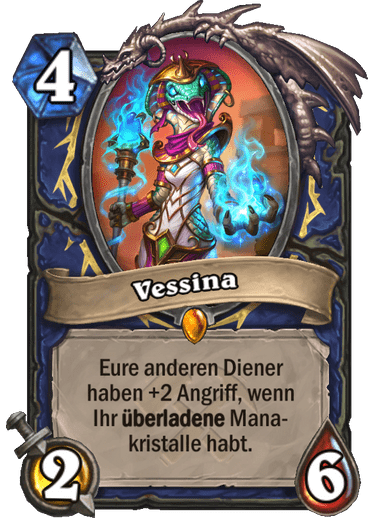 4
Vessina
Eure anderen Diener
haben +2 Angriff, wenn
Ihr überladene Mana-
kristalle habt.
2
6